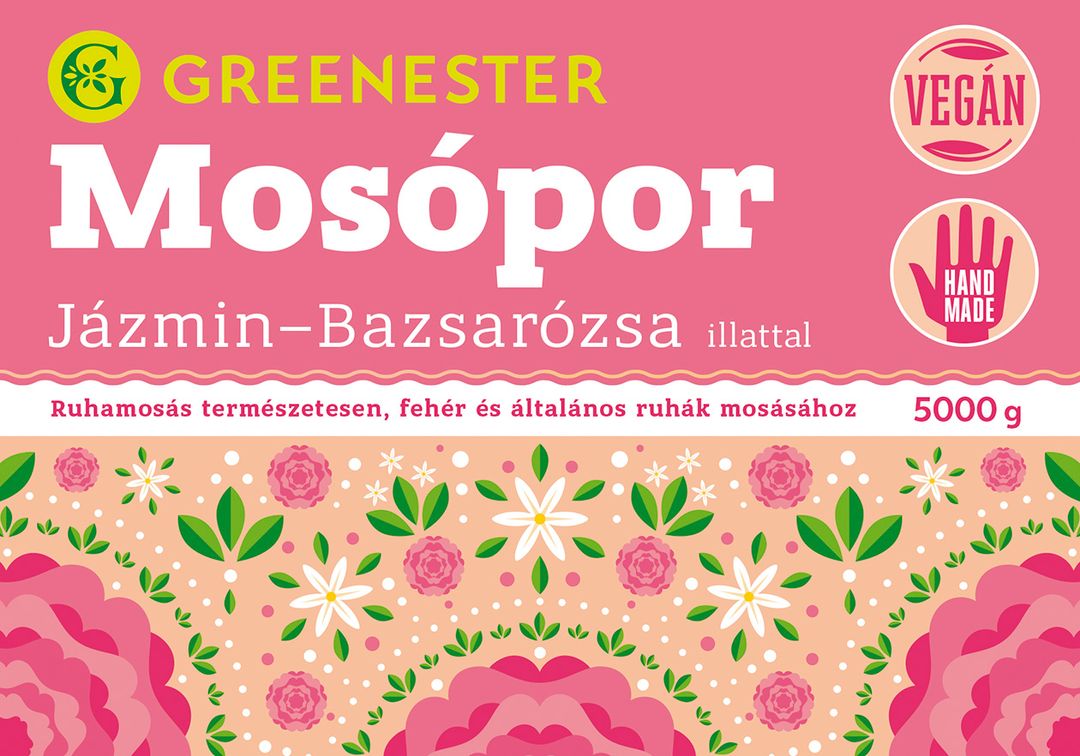 GREENESTER
VEGÁN
Mosópor
HAND
MADE
Jázmin–Bazsarózsa illattal
Ruhamosás természetesen, fehér és általános ruhák mosásához
5000 g